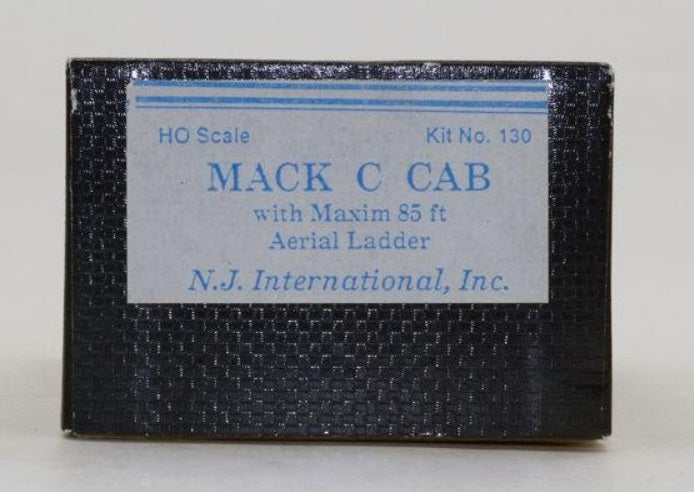 HO Scale Kit No. 130
MACK C CAB
with Maxim 85 ft
Aerial Ladder
N.J. International, Inc.